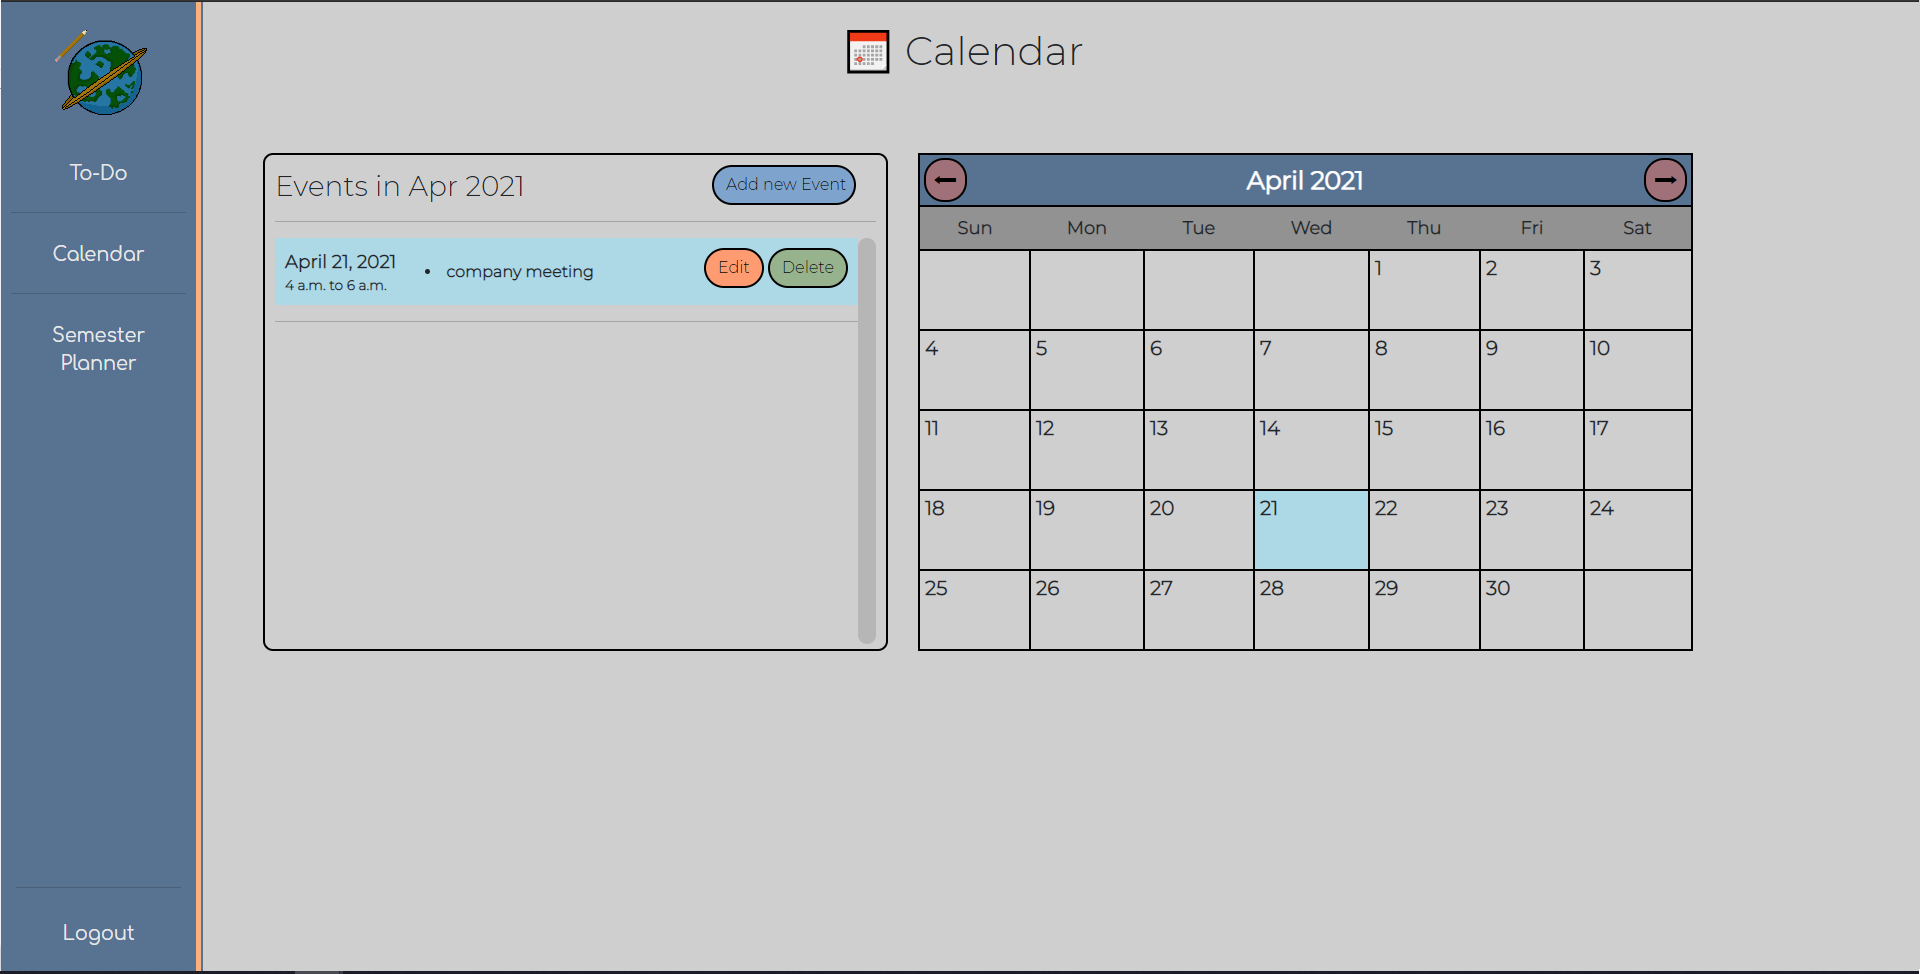 To-Do
Calendar
Semester
Planner
Logout
Calendar
Events in Apr 2021
Add new Event
April 21, 2021
4 a.m. to 6 a.m.
• company meeting
Edit
Delete
April 2021
Sun Mon Tue Wed Thu Fri Sat
1 2 3
4 5 6 7 8 9 10
11 12 13 14 15 16 17
18 19 20 21 22 23 24
25 26 27 28 29 30